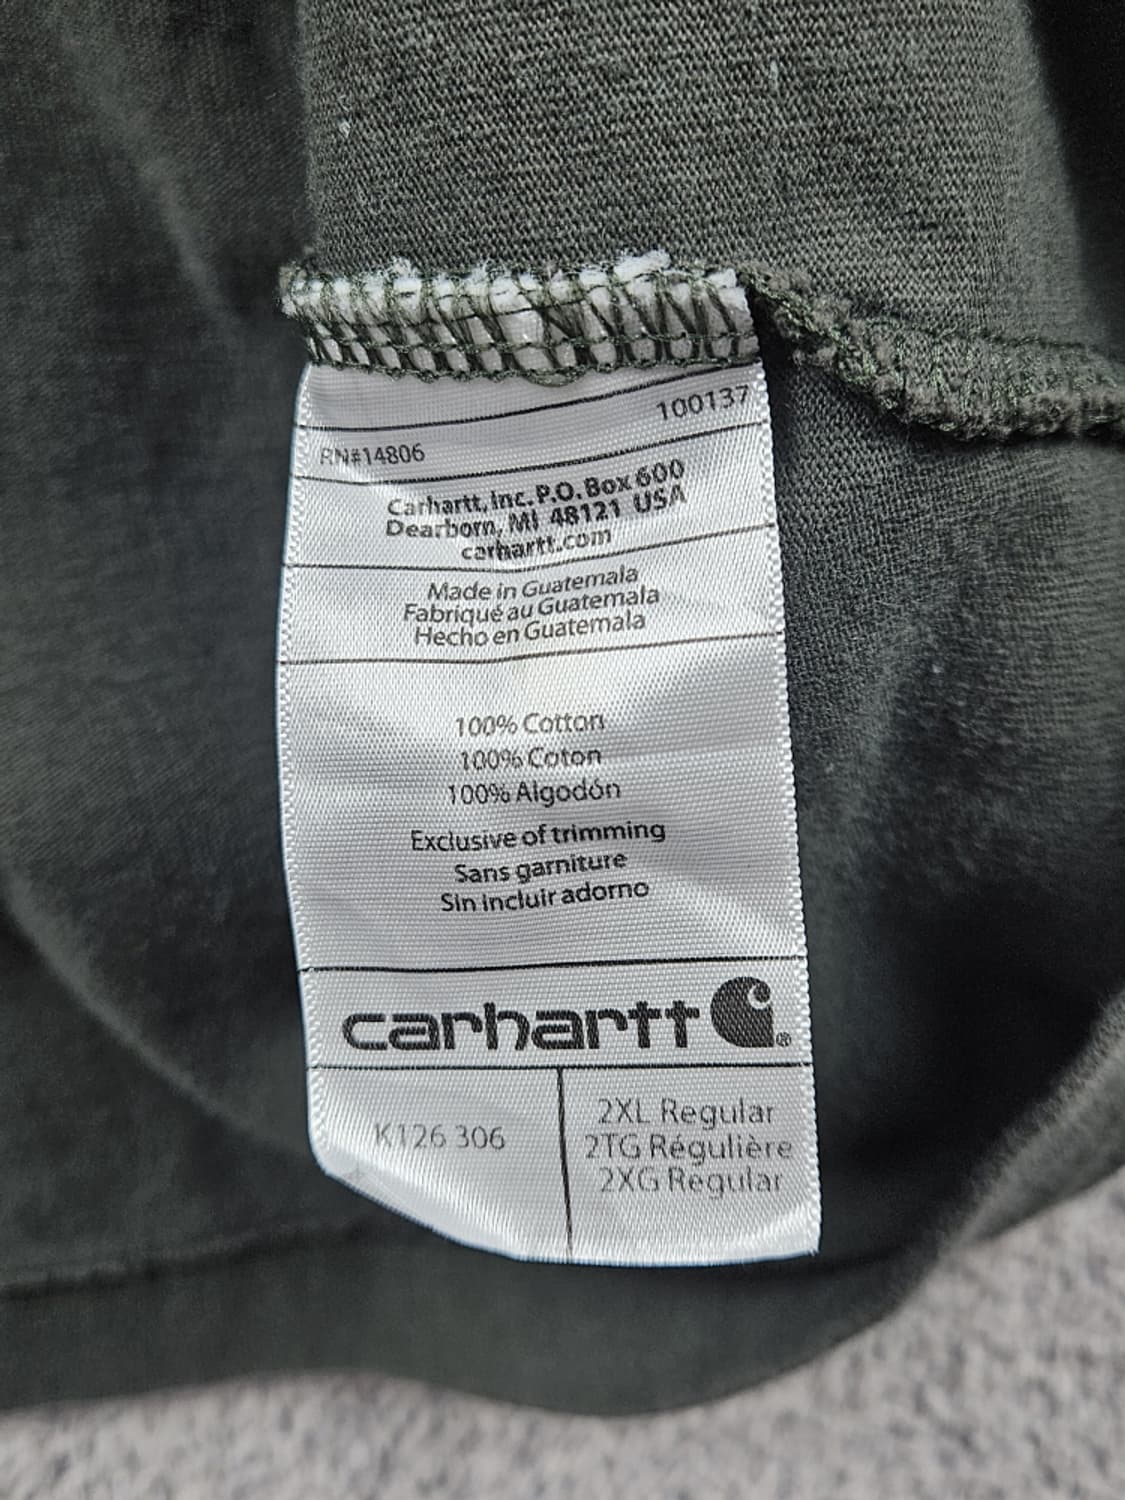 100137
RN#14806
Carhartt, Inc. P.O. Box 600
Dearborn, MI 48121 USA
carhartt.com
Made in Guatemala
Fabriqué au Guatemala
Hecho en Guatemala
100% Cotton
100% Coton
100% Algodón
Exclusive of trimming
Sans garniture
Sin incluir adorno
carhartt ®
K126 306
2XL Regular
2TG Régulière
2XG Regular